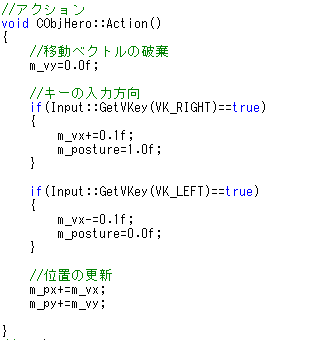 //アクション
void CObjHero::Action()
{
    //移動ベクトルの破棄
    m_vy=0.0f;

    //キーの入力方向
    if(Input::GetVKey(VK_RIGHT)==true)
    {
        m_vx+=0.1f;
        m_posture=1.0f;
    }

    if(Input::GetVKey(VK_LEFT)==true)
    {
        m_vx-=0.1f;
        m_posture=0.0f;
    }

    //位置の更新
    m_px+=m_vx;
    m_py+=m_vy;

}